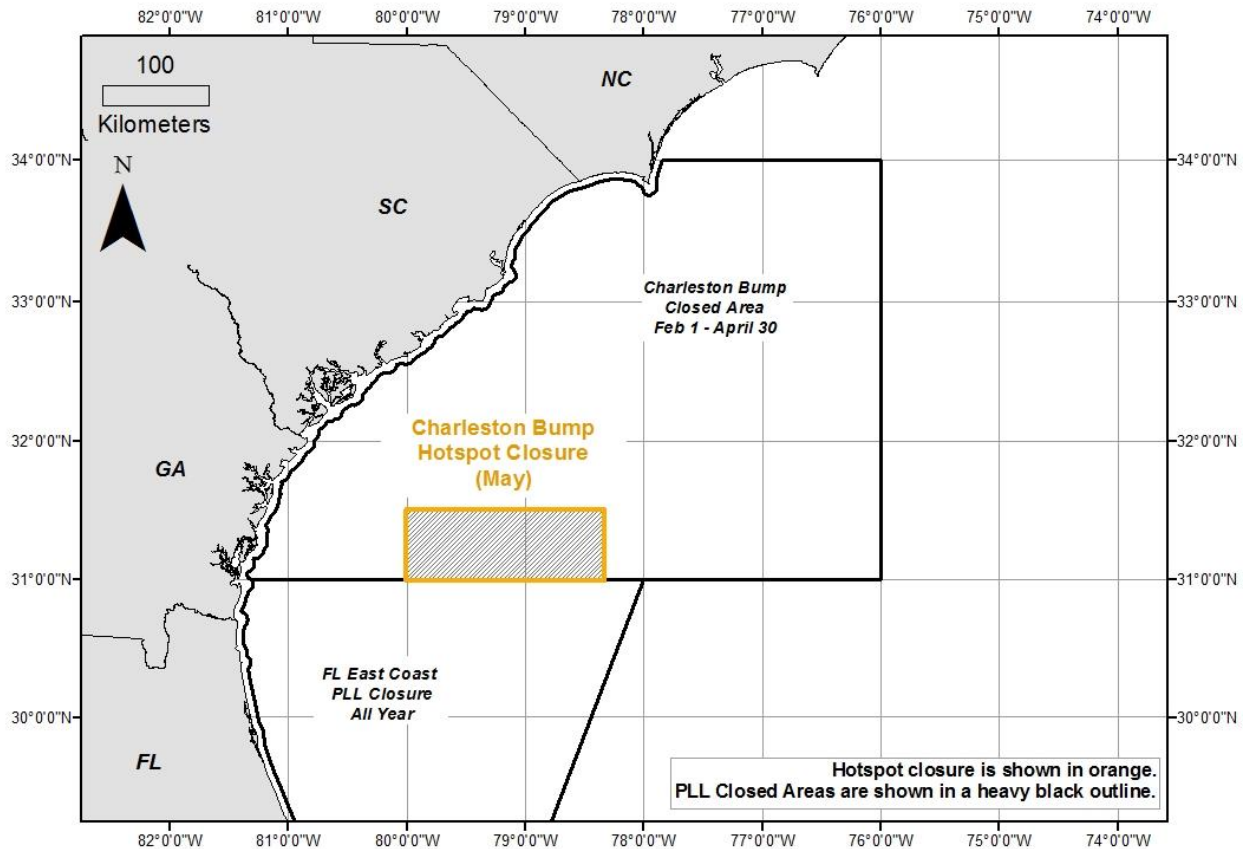 82°0'0"W 81°0'0"W 80°0'0"W 79°0'0"W 78°0'0"W 77°0'0"W 76°0'0"W 75°0'0"W 74°0'0"W
100
Kilometers
N
NC
SC
GA
FL
34°0'0"N 34°0'0"N
33°0'0"N 33°0'0"N
32°0'0"N 32°0'0"N
31°0'0"N 31°0'0"N
30°0'0"N 30°0'0"N
Charleston Bump
Closed Area
Feb 1 - April 30
Charleston Bump
Hotspot Closure
(May)
FL East Coast
PLL Closure
All Year
Hotspot closure is shown in orange.
PLL Closed Areas are shown in a heavy black outline.
82°0'0"W 81°0'0"W 80°0'0"W 79°0'0"W 78°0'0"W 77°0'0"W 76°0'0"W 75°0'0"W 74°0'0"W